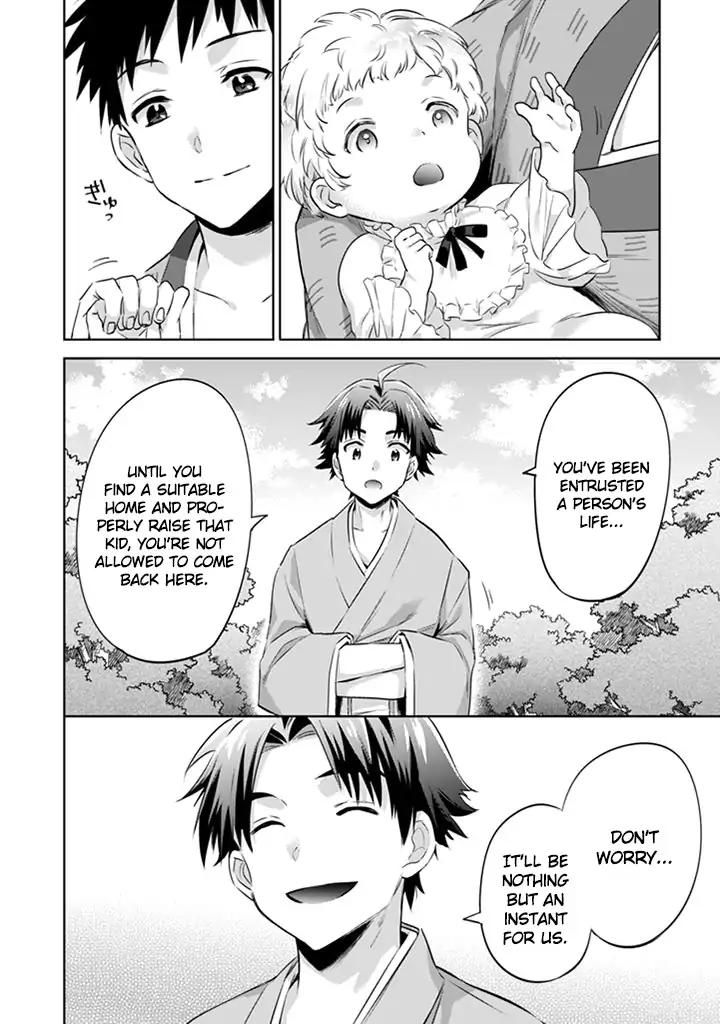 ぎゅっ
YOU'VE BEEN
ENTRUSTED
A PERSON'S
LIFE...
UNTIL YOU
FIND A SUITABLE
HOME AND PRO-
PERLY RAISE THAT
KID, YOU'RE NOT
ALLOWED TO COME
BACK HERE.
DON'T
WORRY...
IT'LL BE
NOTHING
BUT AN
INSTANT
FOR US.